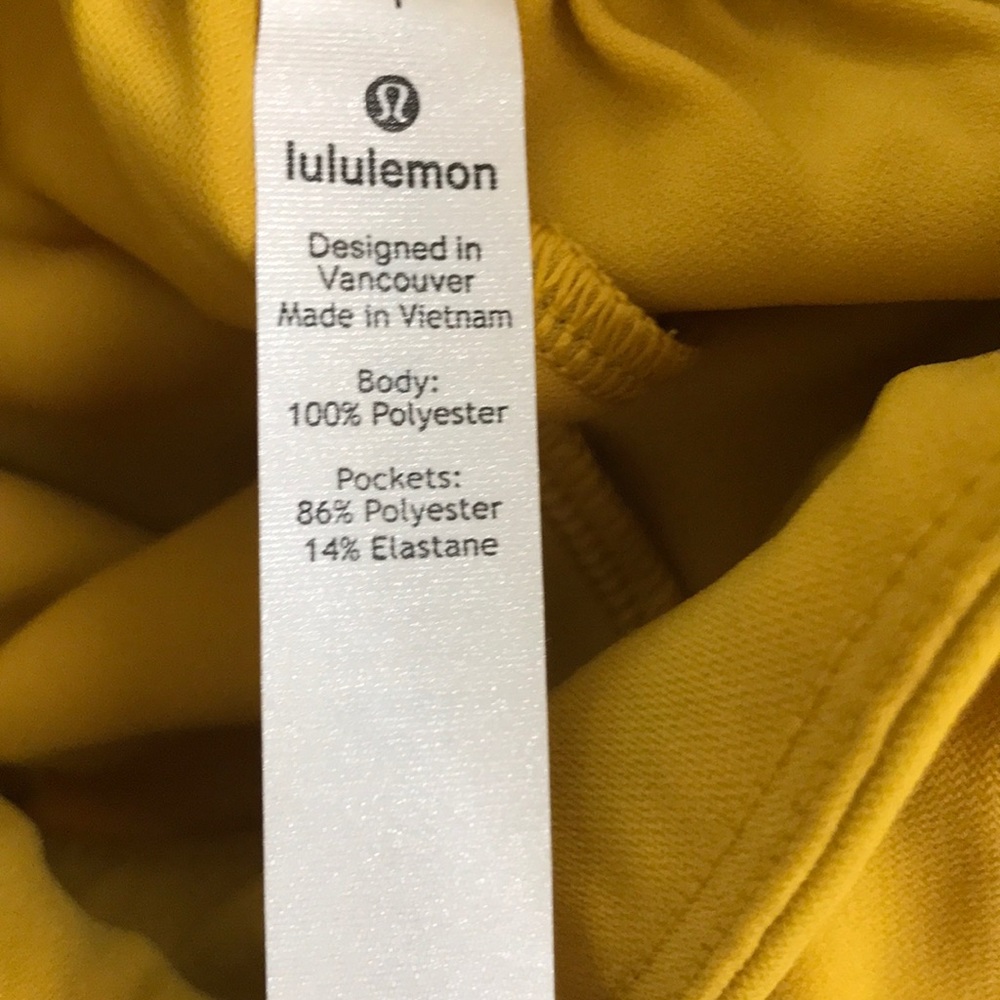 lululemon
Designed in
Vancouver
Made in Vietnam
Body:
100% Polyester
Pockets:
86% Polyester
14% Elastane